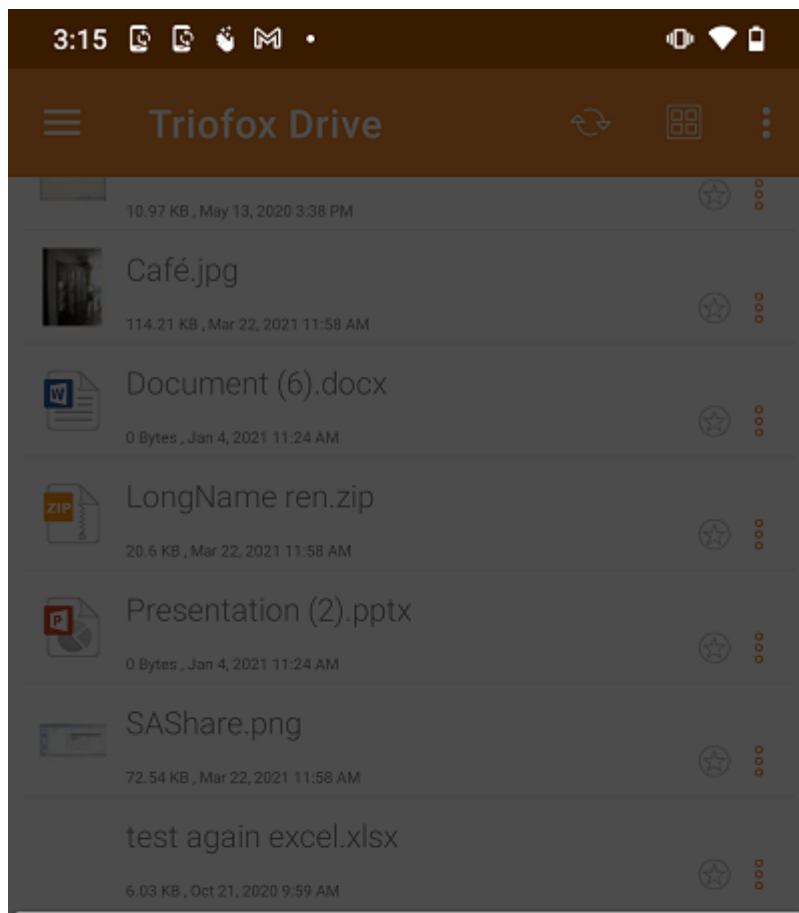 3:15
Triofox Drive
10.97 KB , May 13, 2020 3:38 PM
Café.jpg
114.21 KB , Mar 22, 2021 11:58 AM
W
Document (6).docx
0 Bytes , Jan 4, 2021 11:24 AM
ZIP
LongName ren.zip
20.6 KB , Mar 22, 2021 11:58 AM
P
Presentation (2).pptx
0 Bytes , Jan 4, 2021 11:24 AM
SAShare.png
72.54 KB , Mar 22, 2021 11:58 AM
test again excel.xlsx
6.03 KB , Oct 21, 2020 9:59 AM